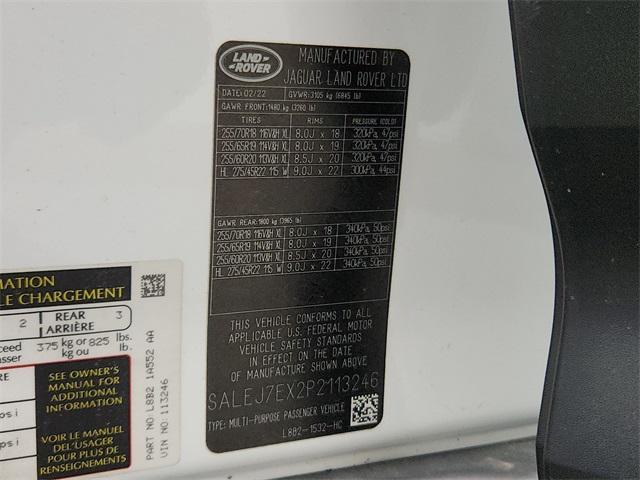 LAND ROVER
MANUFACTURED BY
JAGUAR LAND ROVER LTD
DATE: 02/22 GVWR: 3105 kg (6845 lb)
GAWR FRONT: 1480 kg (3260 lb)
TIRES RIMS PRESSURE (COLD)
255/70R18 116V&H XL 8.0J x 18 320kPa, 47psi
255/65R19 114V&H XL 8.0J x 19 320kPa, 47psi
255/60R20 113V&H XL 8.5J x 20 320kPa, 47psi
HL 275/45R22 115 W 9.0J x 22 300kPa, 44psi
GAWR REAR: 1800 kg (3965 lb)
255/70R18 116V&H XL 8.0J x 18 340kPa, 50psi
255/65R19 114V&H XL 8.0J x 19 340kPa, 50psi
255/60R20 113V&H XL 8.5J x 20 340kPa, 50psi
HL 275/45R22 115 W 9.0J x 22 340kPa, 50psi
THIS VEHICLE CONFORMS TO ALL
APPLICABLE U.S. FEDERAL MOTOR
VEHICLE SAFETY STANDARDS
IN EFFECT ON THE DATE OF
MANUFACTURE SHOWN ABOVE
SALEJ7EX2P2113246
TYPE: MULTI-PURPOSE PASSENGER VEHICLE
L8B2-1532-HC
MATION
LE CHARGEMENT
2 REAR 3
ARRIÈRE
ceed 375 kg or 825 lbs.
asser kg ou lb.
RE
psi
psi
SEE OWNER'S
MANUAL FOR
ADDITIONAL
INFORMATION
VOIR LE MANUEL
DEL'USAGER
POUR PLUS DE
RENSEIGNEMENTS
PART NO: L8B2 1A552 AA
VIN NO: 113246